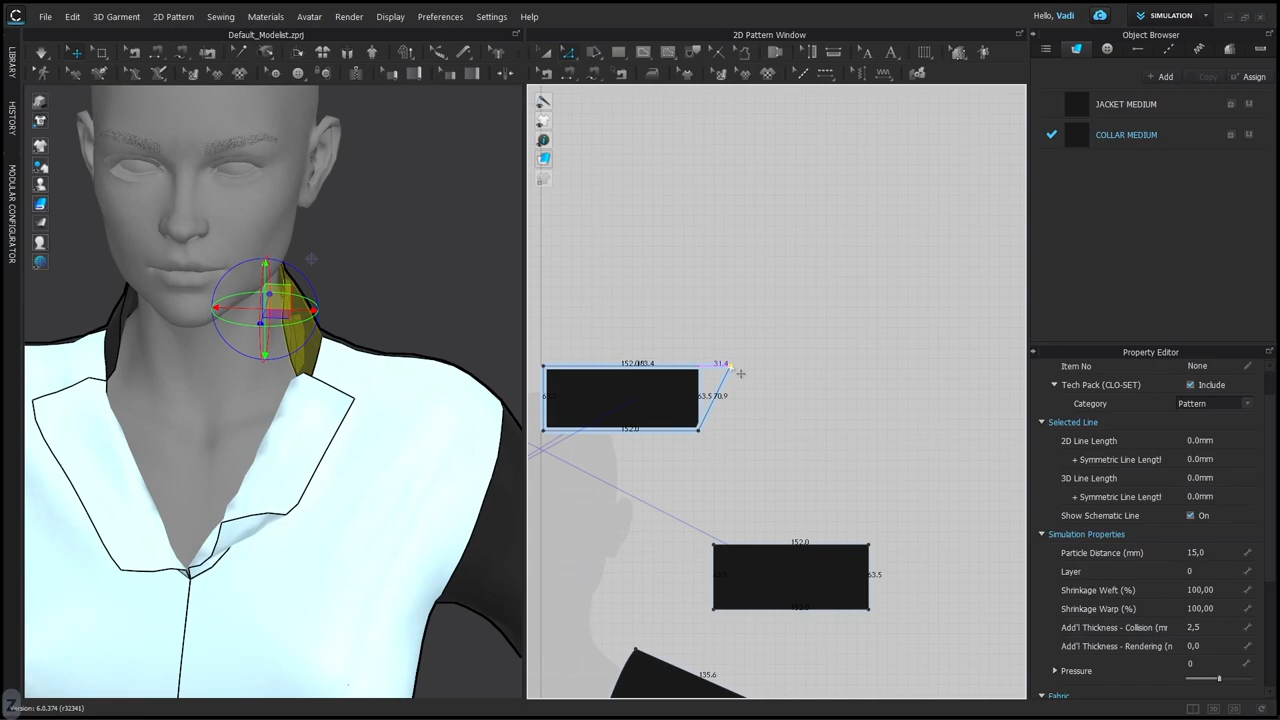 File Edit 3D Garment 2D Pattern Sewing Materials Avatar Render Display Preferences Settings Help
Hello, Vadi
SIMULATION
Default_Modelist.zprj
2D Pattern Window
Object Browser
LIBRARY
HISTORY
MODULAR CONFIGURATOR
+ Add
Copy
Assign
JACKET MEDIUM
COLLAR MEDIUM
31.4
63.5 70.9
152.0
152.0
63.5
135.6
Property Editor
Item No None
Tech Pack (CLO-SET) Include
Category Pattern
Selected Line
2D Line Length 0.0mm
+ Symmetric Line Length 0.0mm
3D Line Length 0.0mm
+ Symmetric Line Length 0.0mm
Show Schematic Line On
Simulation Properties
Particle Distance (mm) 15,0
Layer 0
Shrinkage Weft (%) 100,00
Shrinkage Warp (%) 100,00
Add'l Thickness - Collision (mr 2,5
Add'l Thickness - Rendering (n 0,0
Pressure 0
Fabric
Version: 6.0.374 (r32341)